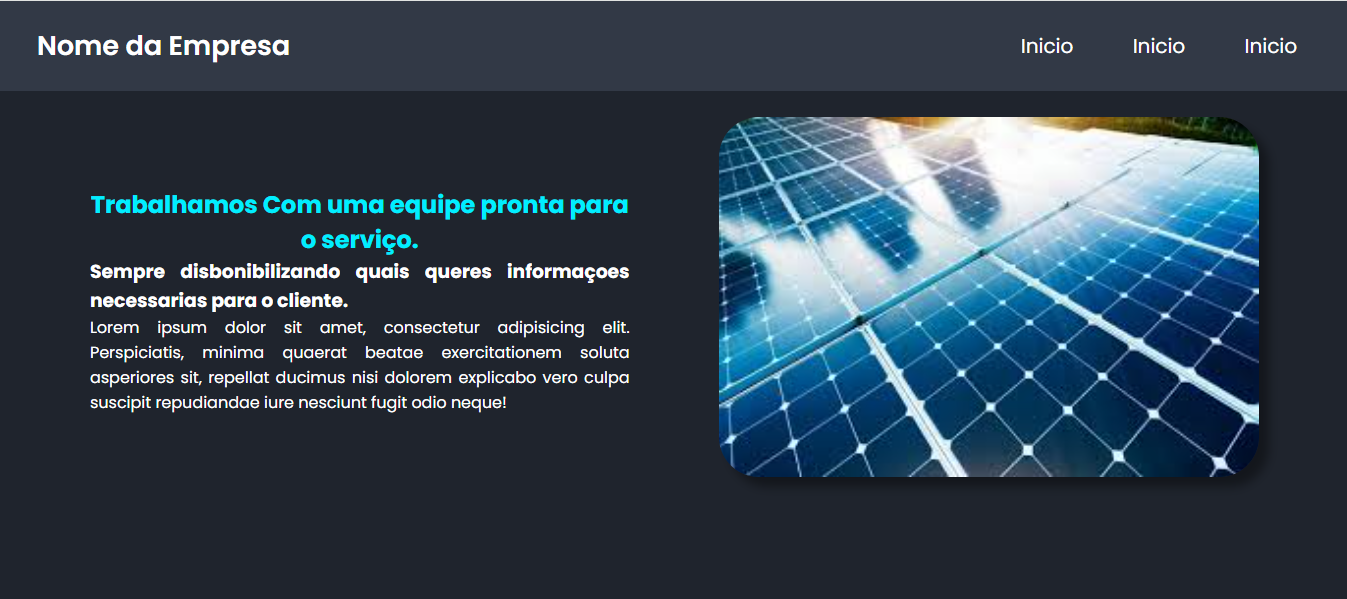 Nome da Empresa
Inicio Inicio Inicio
Trabalhamos Com uma equipe pronta para
o serviço.
Sempre disbonibilizando quais queres informaçoes
necessarias para o cliente.
Lorem ipsum dolor sit amet, consectetur adipisicing elit.
Perspiciatis, minima quaerat beatae exercitationem soluta
asperiores sit, repellat ducimus nisi dolorem explicabo vero culpa
suscipit repudiandae iure nesciunt fugit odio neque!